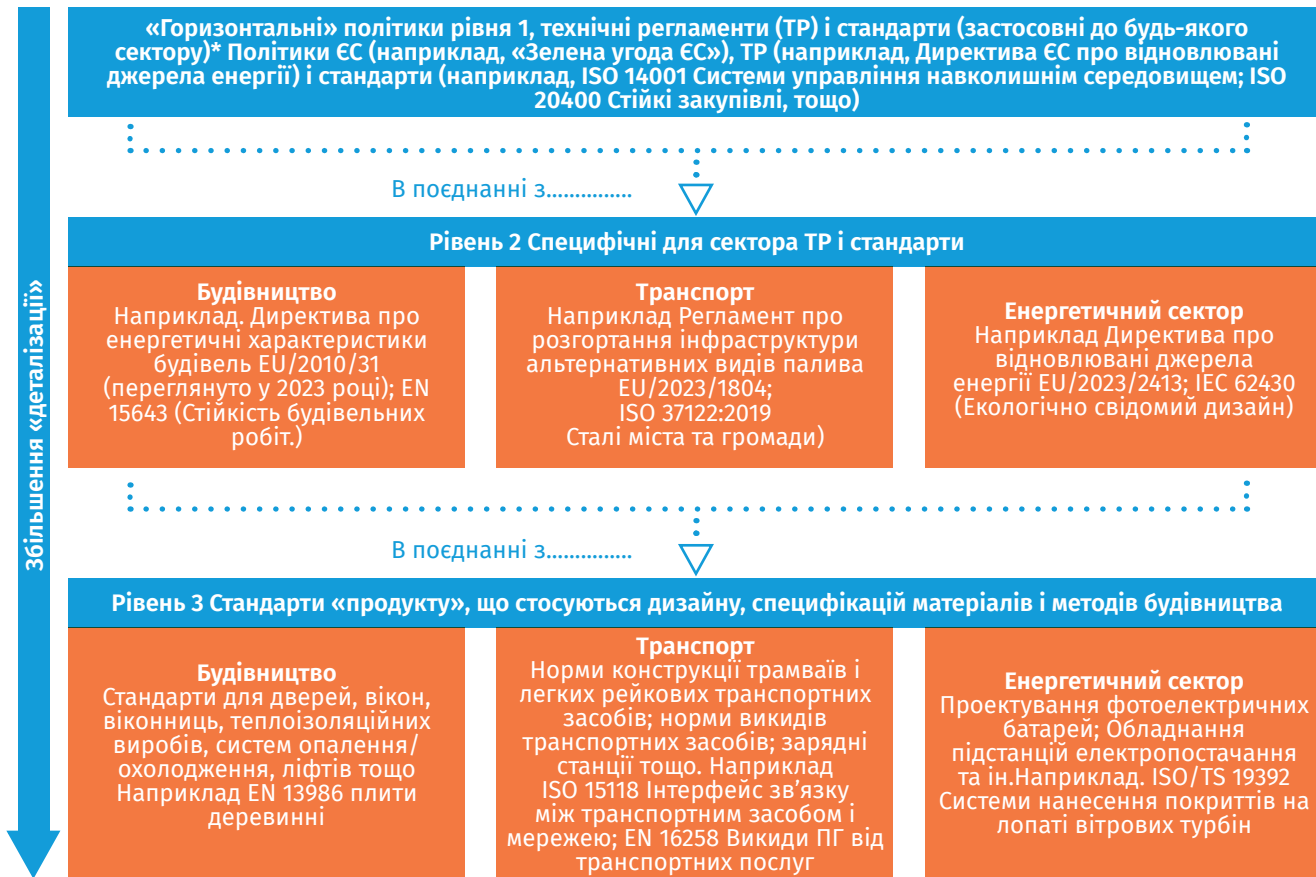 «Горизонтальні» політики рівня 1, технічні регламенти (ТР) і стандарти (застосовні до будь-якого
сектору)* Політики ЄС (наприклад, «Зелена угода ЄС»), ТР (наприклад, Директива ЄС про відновлювані
джерела енергії) і стандарти (наприклад, ISO 14001 Системи управління навколишнім середовищем; ISO
20400 Стійкі закупівлі, тощо)
Збільшення «деталізації»
В поєднанні з...............
Рівень 2 Специфічні для сектора ТР і стандарти
Будівництво
Наприклад. Директива про
енергетичні характеристики
будівель EU/2010/31
(переглянуто у 2023 році); EN
15643 (Стійкість будівельних
робіт.)
Транспорт
Наприклад Регламент про
розгортання інфраструктури
альтернативних видів палива
EU/2023/1804;
ISO 37122:2019
Сталі міста та громади)
Енергетичний сектор
Наприклад Директива про
відновлювані джерела
енергії EU/2023/2413; IEC 62430
(Екологічно свідомий дизайн)
В поєднанні з...............
Рівень 3 Стандарти «продукту», що стосуються дизайну, специфікацій матеріалів і методів будівництва
Будівництво
Стандарти для дверей, вікон,
віконниць, теплоізоляційних
виробів, систем опалення/
охолодження, ліфтів тощо
Наприклад EN 13986 плити
деревинні
Транспорт
Норми конструкції трамваїв і
легких рейкових транспортних
засобів; норми викидів
транспортних засобів; зарядні
станції тощо. Наприклад
ISO 15118 Інтерфейс зв’язку
між транспортним засобом і
мережею; EN 16258 Викиди ПГ від
транспортних послуг
Енергетичний сектор
Проектування фотоелектричних
батарей; Обладнання
підстанцій електропостачання
та ін.Наприклад. ISO/TS 19392
Системи нанесення покриттів на
лопаті вітрових турбін